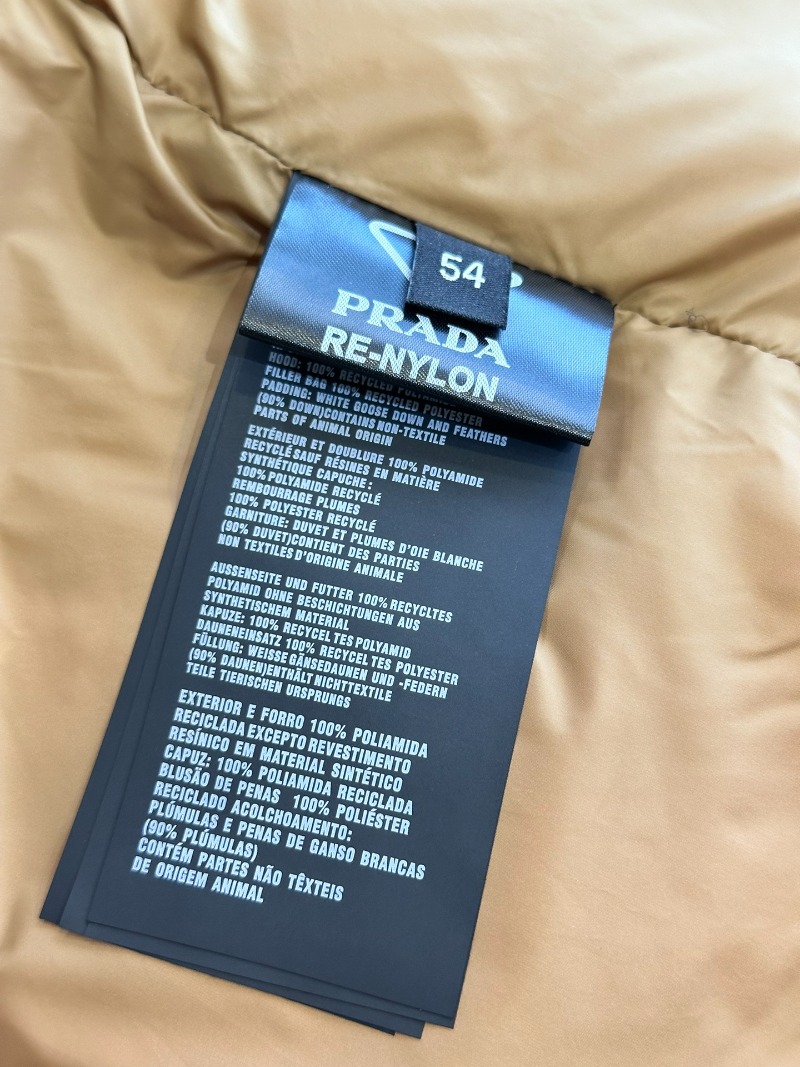 54
PRADA
RE-NYLON
HOOD: 100% RECYCLED
FILLER BAG 100% RECYCLED POLYESTER
PADDING: WHITE GOOSE DOWN AND FEATHERS
(90% DOWN)CONTAINS NON-TEXTILE
PARTS OF ANIMAL ORIGIN
EXTÉRIEUR ET DOUBLURE 100% POLYAMIDE
RECYCLÉ SAUF RÉSINES EN MATIÈRE
SYNTHÉTIQUE CAPUCHE:
100% POLYAMIDE RECYCLÉ
REMBOURRAGE PLUMES
100% POLYESTER RECYCLÉ
GARNITURE: DUVET ET PLUMES D'OIE BLANCHE
(90% DUVET)CONTIENT DES PARTIES
NON TEXTILES D'ORIGINE ANIMALE
AUSSENSEITE UND FUTTER 100% RECYCLTES
POLYAMID OHNE BESCHICHTUNGEN AUS
SYNTHETISCHEM MATERIAL
KAPUZE: 100% RECYCEL TES POLYAMID
DAUNENEINSATZ 100% RECYCEL TES POLYESTER
FÜLLUNG: WEISSE GÄNSEDAUNEN UND -FEDERN
(90% DAUNEN)ENTHÄLT NICHTTEXTILE
TEILE TIERISCHEN URSPRUNGS
EXTERIOR E FORRO 100% POLIAMIDA
RECICLADA EXCEPTO REVESTIMENTO
RESÍNICO EM MATERIAL SINTÉTICO
CAPUZ: 100% POLIAMIDA RECICLADA
BLUSÃO DE PENAS 100% POLIÉSTER
RECICLADO ACOLCHOAMENTO:
PLÚMULAS E PENAS DE GANSO BRANCAS
(90% PLÚMULAS)
CONTÉM PARTES NÃO TÊXTEIS
DE ORIGEM ANIMAL